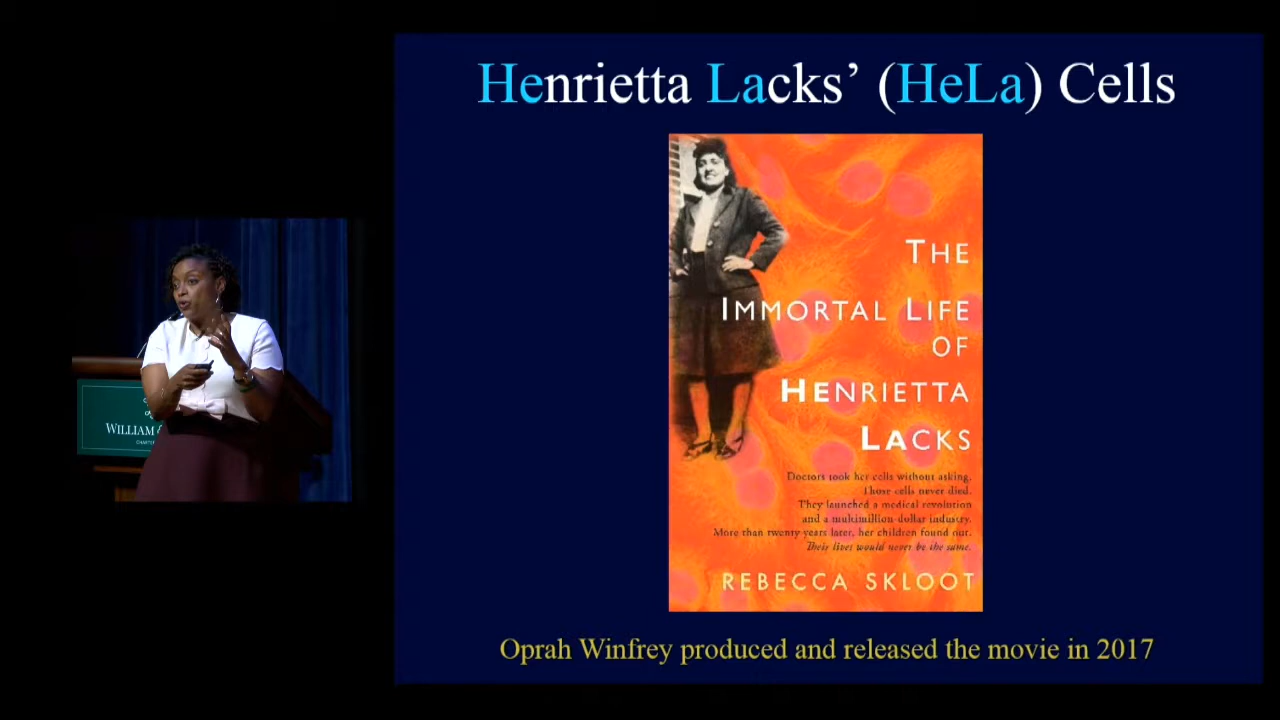 Henrietta Lacks’ (HeLa) Cells
THE
IMMORTAL LIFE
OF
HENRIETTA
LACKS
Doctors took her cells without asking.
Those cells never died.
They launched a medical revolution
and a multimillion-dollar industry.
More than twenty years later, her children found out.
Their lives would never be the same.
REBECCA SKLOOT
Oprah Winfrey produced and released the movie in 2017
WILLIAM